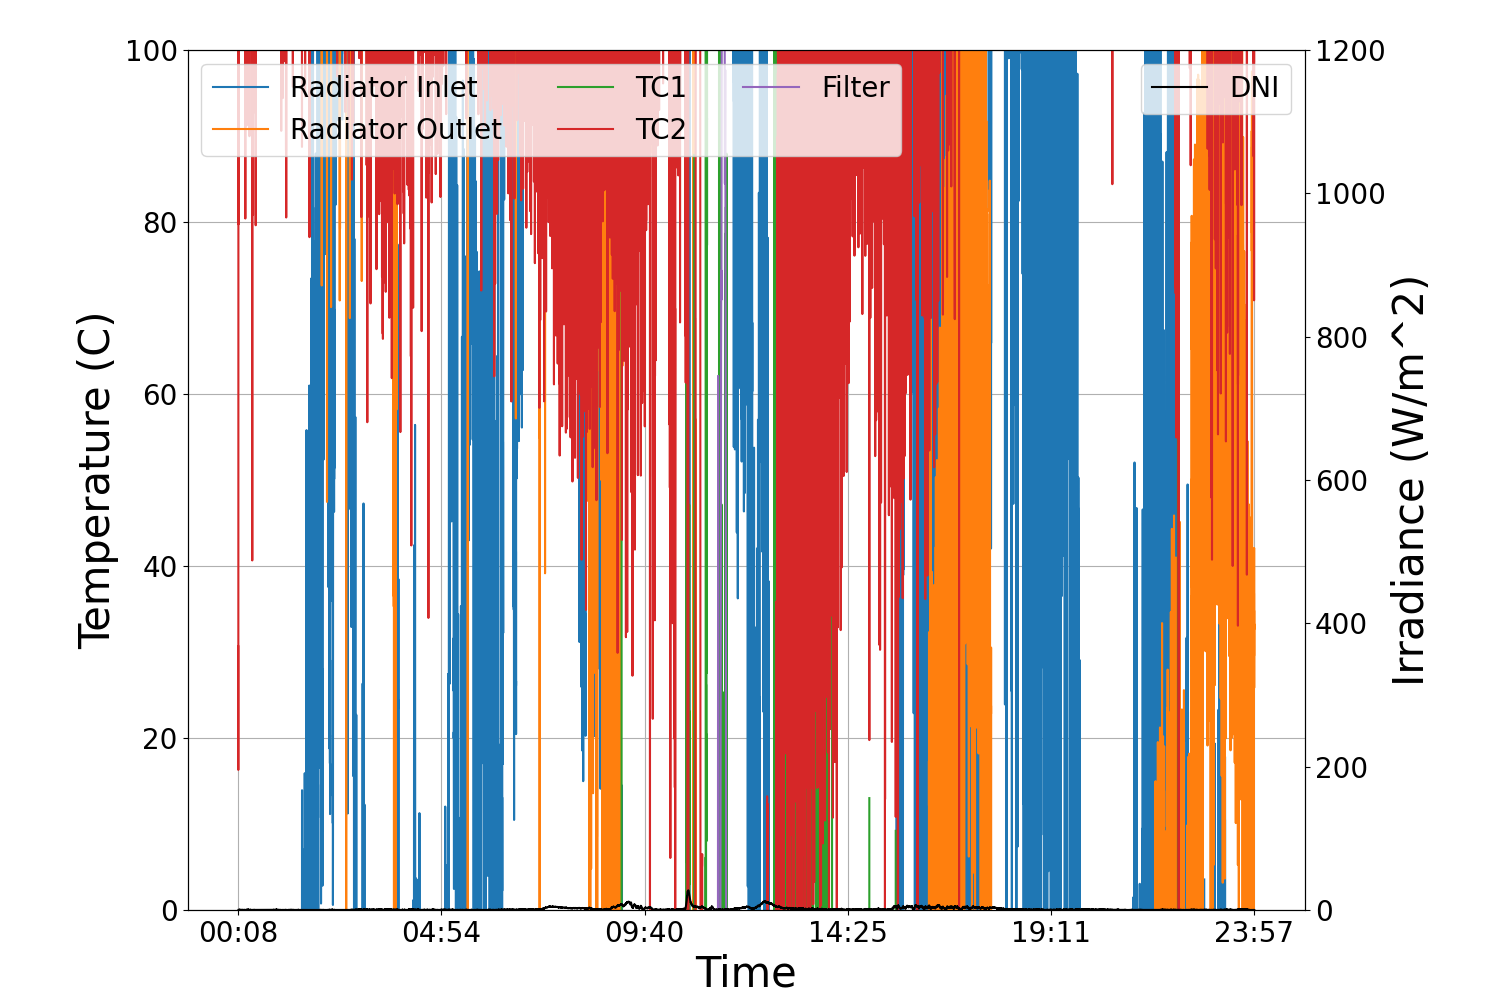 100
80
60
40
20
0
Temperature (C)
Radiator Inlet
Radiator Outlet
TC1
TC2
Filter
DNI
1200
1000
800
600
400
200
0
Irradiance (W/m^2)
00:08 04:54 09:40 14:25 19:11 23:57
Time